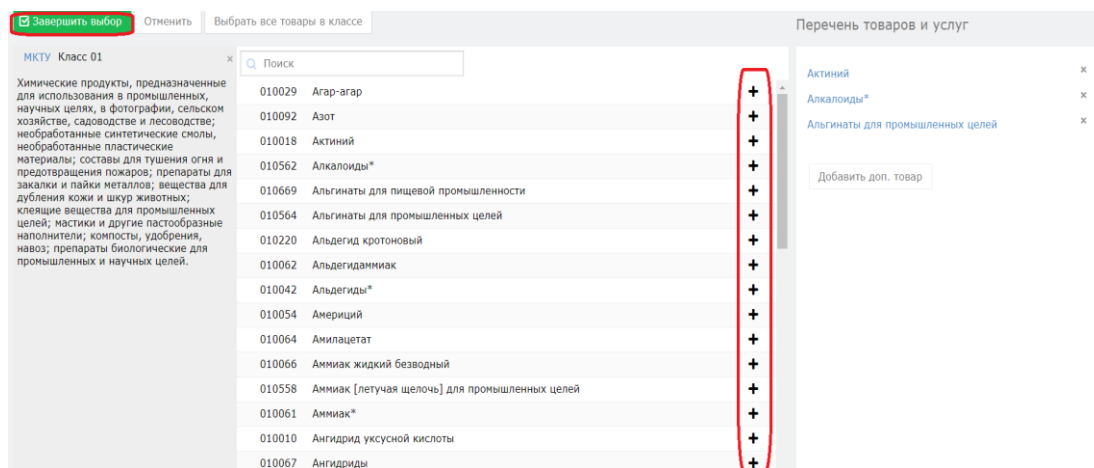 Завершить выбор
Отменить
Выбрать все товары в классе
Перечень товаров и услуг
МКТУ Класс 01 ×
Химические продукты, предназначенные
для использования в промышленных,
научных целях, в фотографии, сельском
хозяйстве, садоводстве и лесоводстве;
необработанные синтетические смолы,
необработанные пластические
материалы; составы для тушения огня и
предотвращения пожаров; препараты для
закалки и пайки металлов; вещества для
дубления кожи и шкур животных;
клеящие вещества для промышленных
целей; мастики и другие пастообразные
наполнители; компосты, удобрения,
навоз; препараты биологические для
промышленных и научных целей.
Поиск
010029 Агар-агар +
010092 Азот +
010018 Актиний +
010562 Алкалоиды* +
010669 Альгинаты для пищевой промышленности +
010564 Альгинаты для промышленных целей +
010220 Альдегид кротоновый +
010062 Альдегидаммиак +
010042 Альдегиды* +
010054 Америций +
010064 Амилацетат +
010066 Аммиак жидкий безводный +
010558 Аммиак [летучая щелочь] для промышленных целей +
010061 Аммиак* +
010010 Ангидрид уксусной кислоты +
010067 Ангидриды +
Актиний ×
Алкалоиды* ×
Альгинаты для промышленных целей ×
Добавить доп. товар